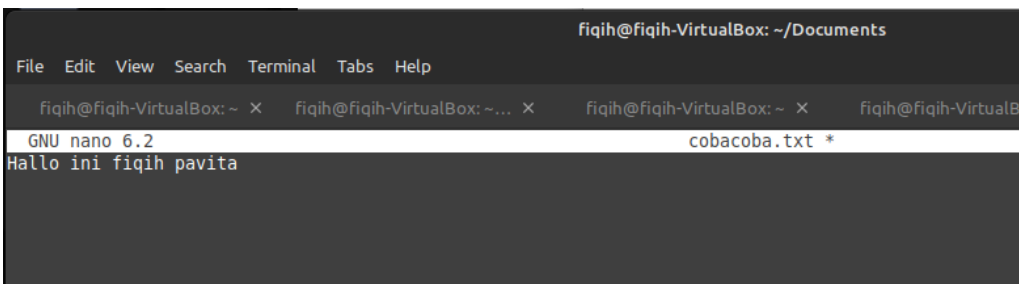 fiqih@fiqih-VirtualBox: ~/Documents
File Edit View Search Terminal Tabs Help
fiqih@fiqih-VirtualBox: ~ × fiqih@fiqih-VirtualBox: ~... × fiqih@fiqih-VirtualBox: ~ × fiqih@fiqih-VirtualB
GNU nano 6.2 cobacoba.txt *
Hallo ini fiqih pavita